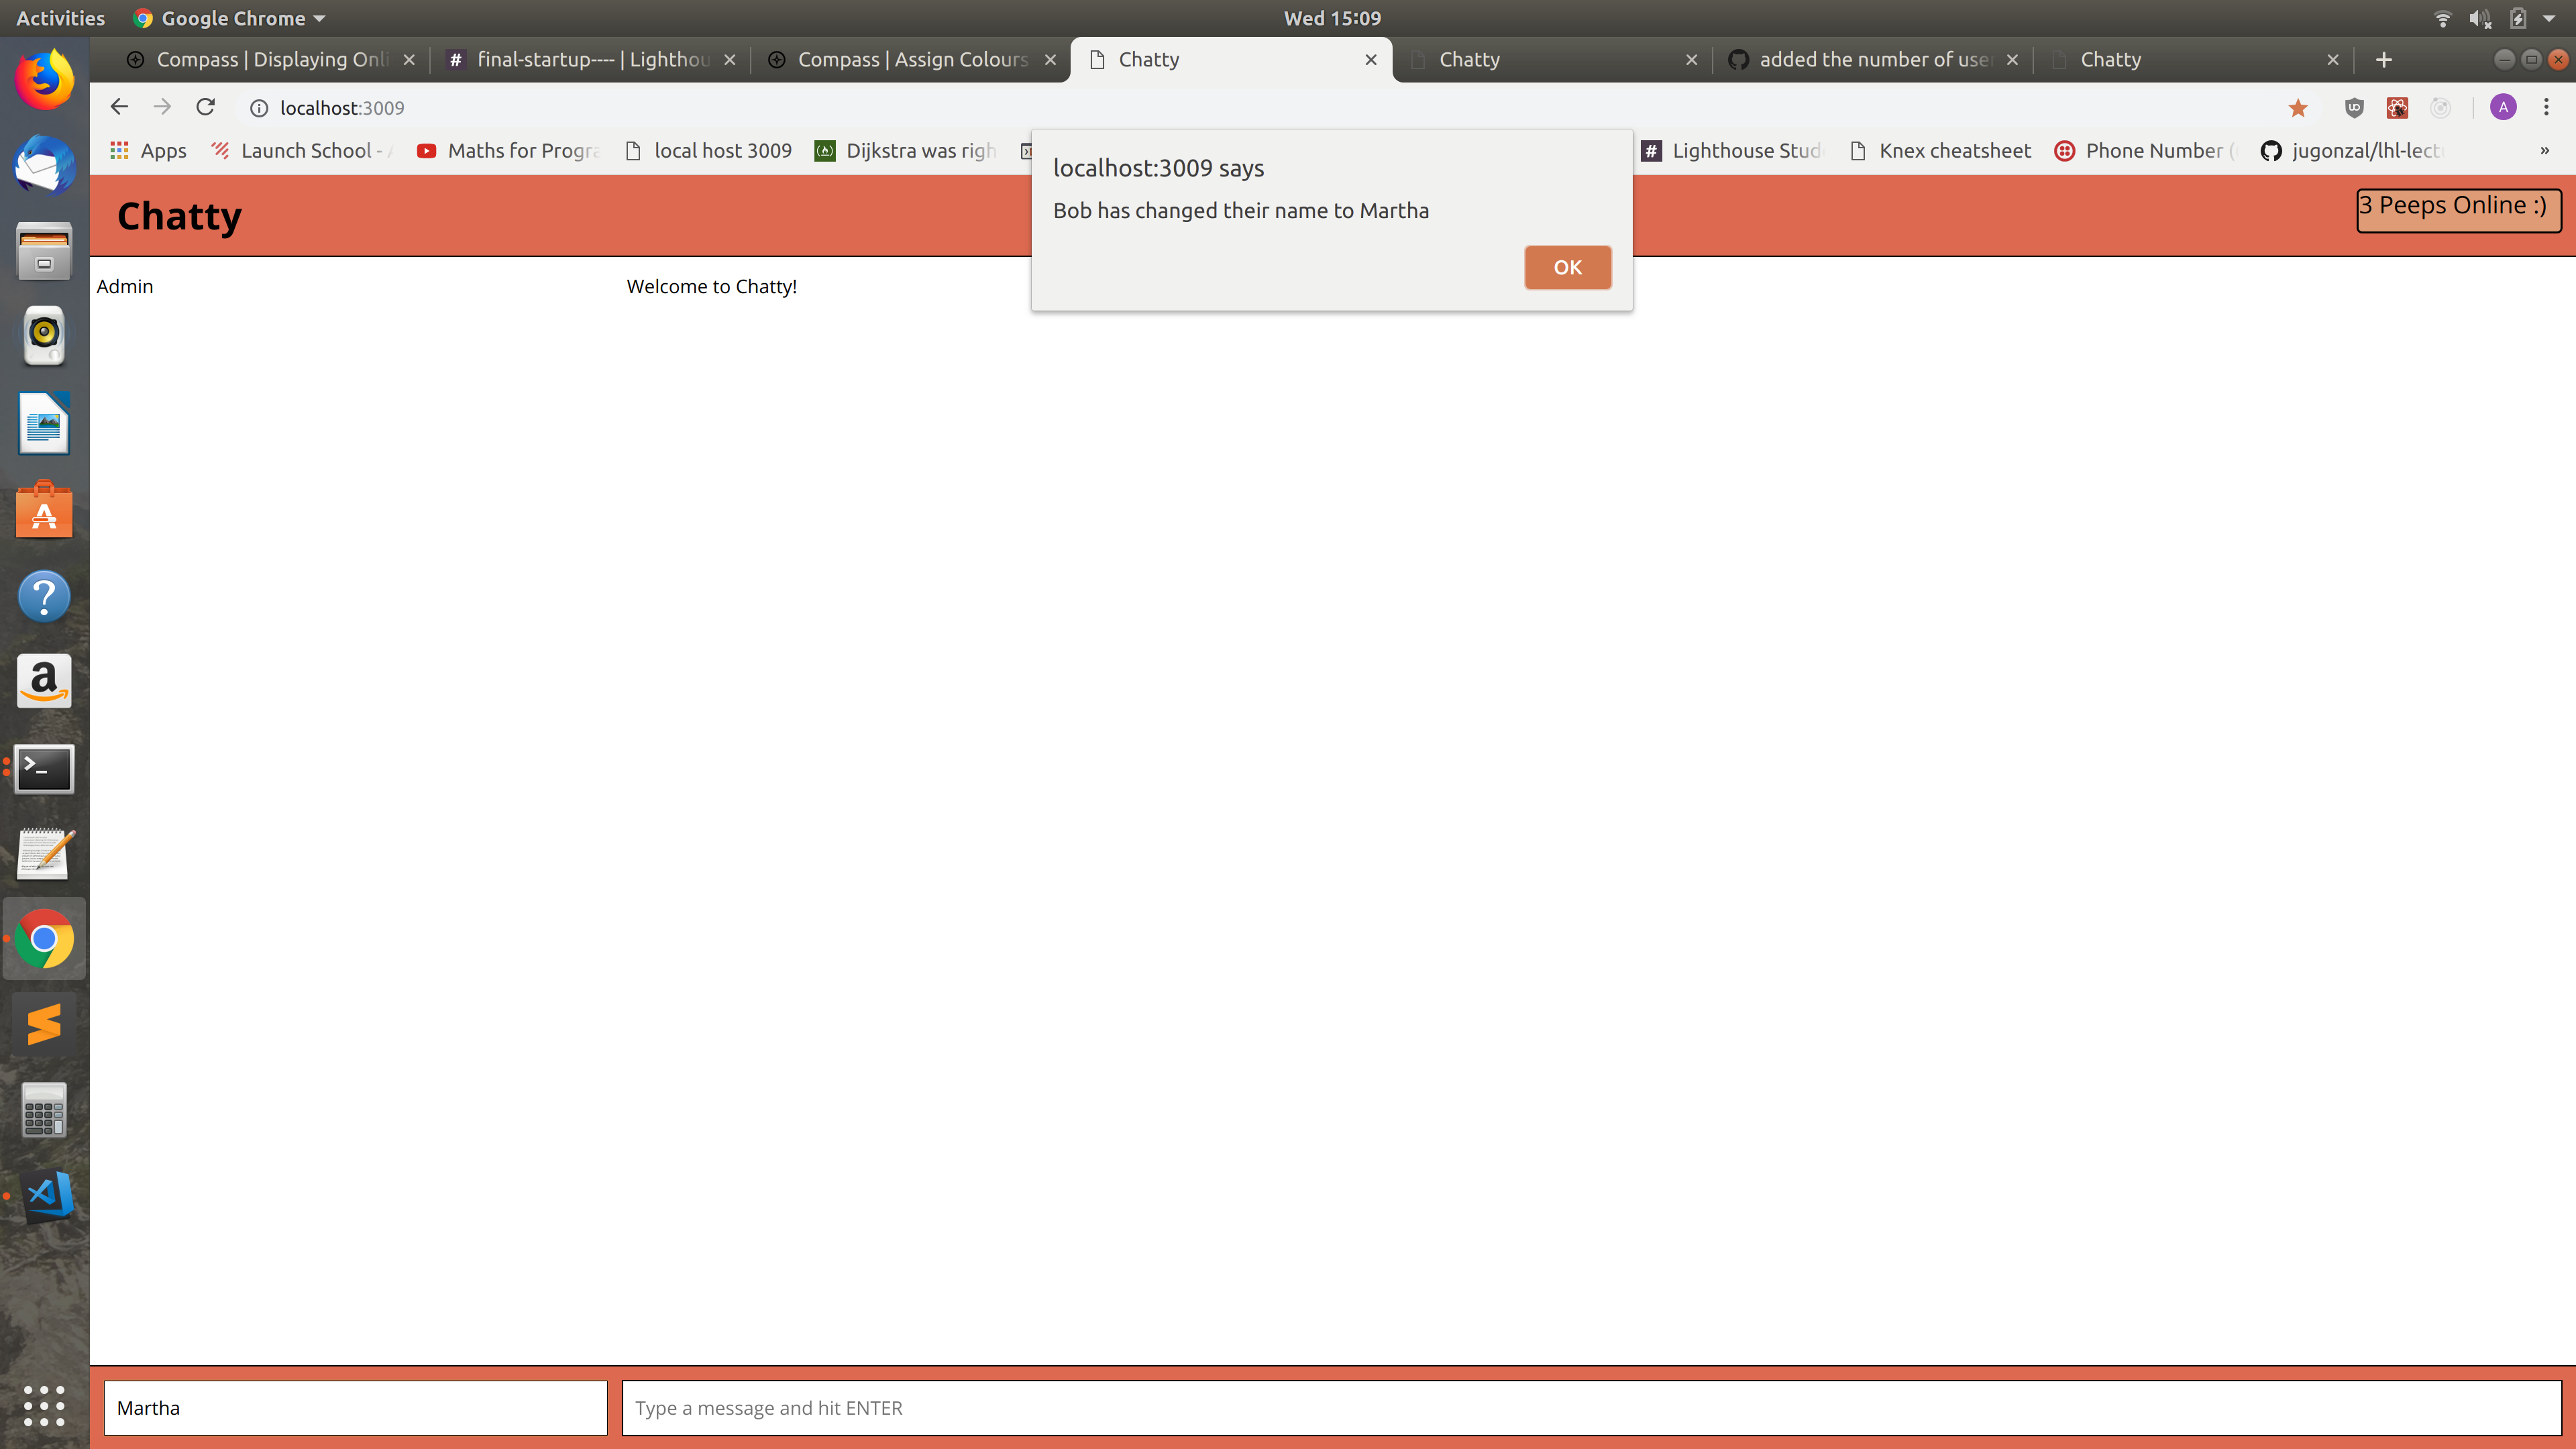 Activities Google Chrome Wed 15:09
Compass | Displaying Onli final-startup---- | Lighthou Compass | Assign Colours Chatty Chatty added the number of use Chatty
localhost:3009 A
Apps Launch School - Maths for Progra local host 3009 Dijkstra was righ Lighthouse Stud Knex cheatsheet Phone Number ( jugonzal/lhl-lect »
localhost:3009 says
Bob has changed their name to Martha
OK
Chatty 3 Peeps Online :)
Admin Welcome to Chatty!
Martha Type a message and hit ENTER